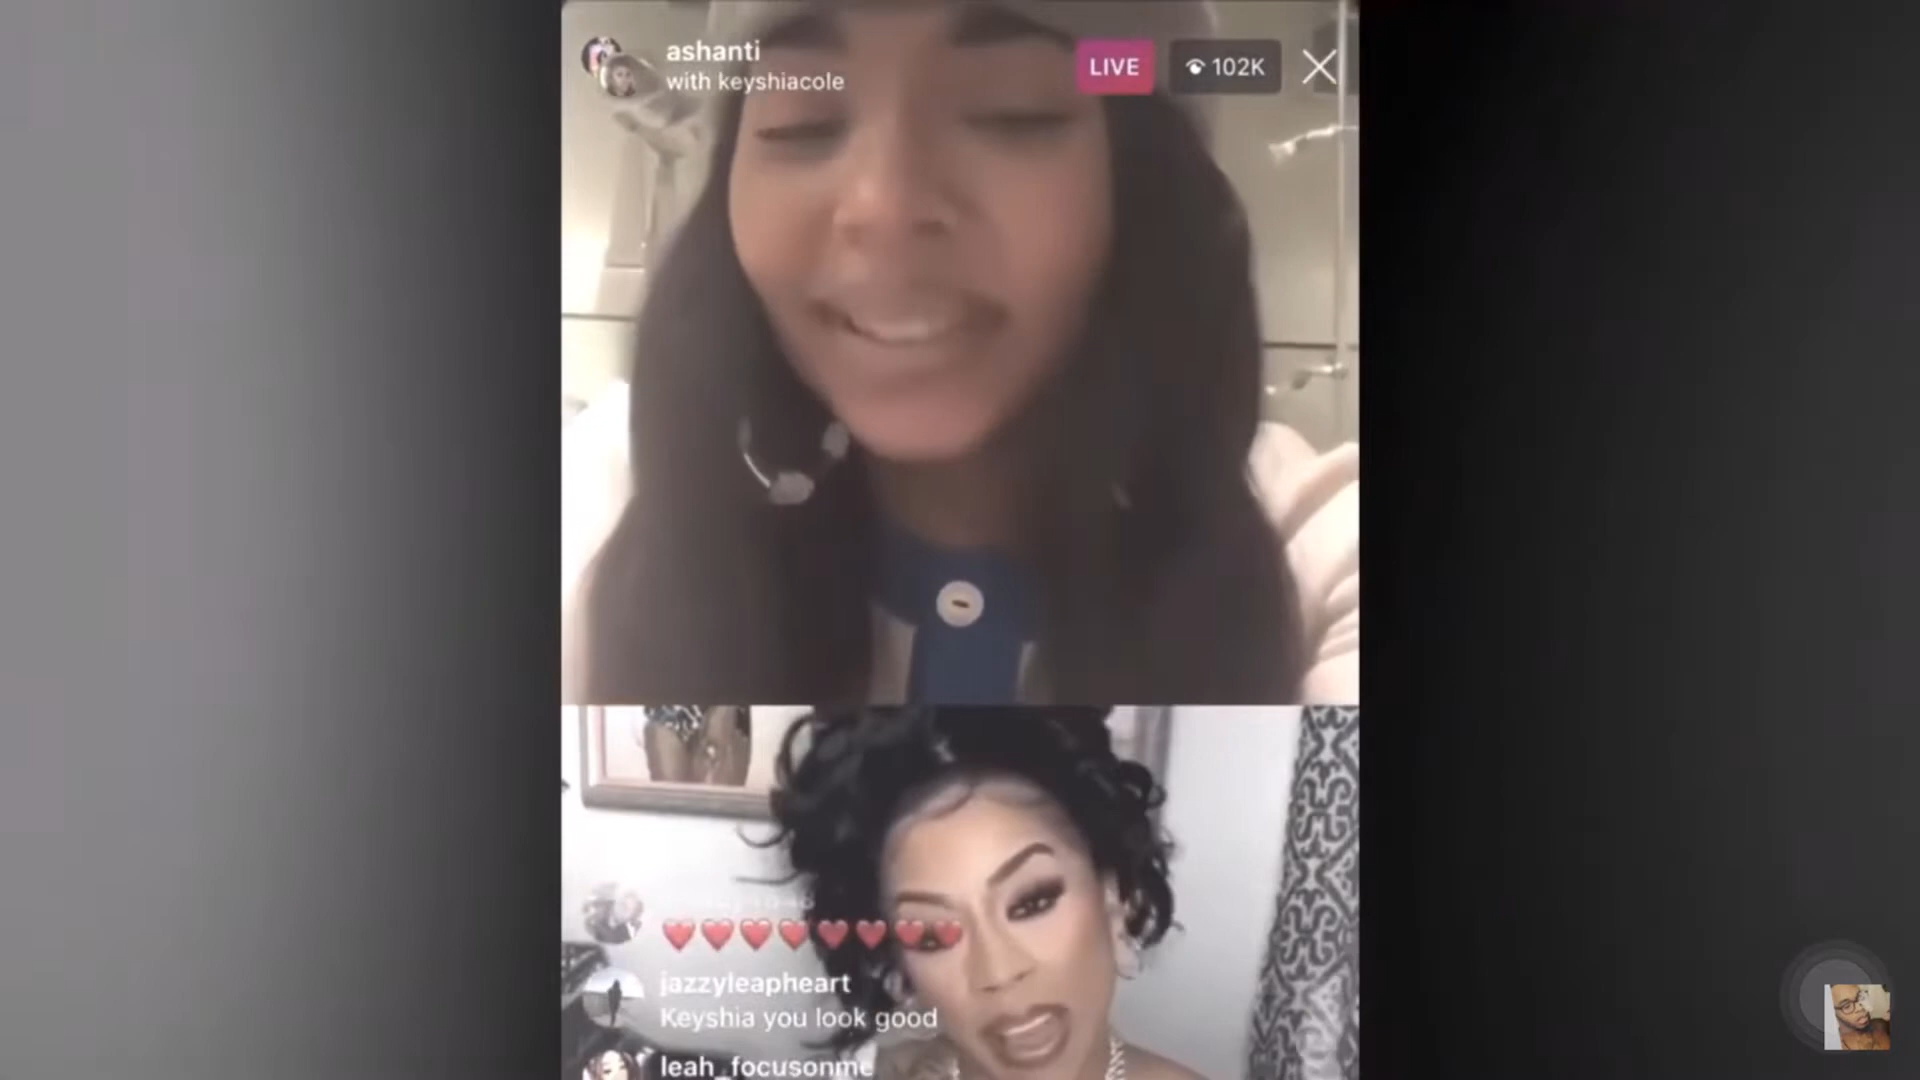 ashanti
with keyshiacole
LIVE
102K
❤️❤️❤️❤️❤️❤️❤️❤️
jazzyleapheart
Keyshia you look good
leah_focusonme